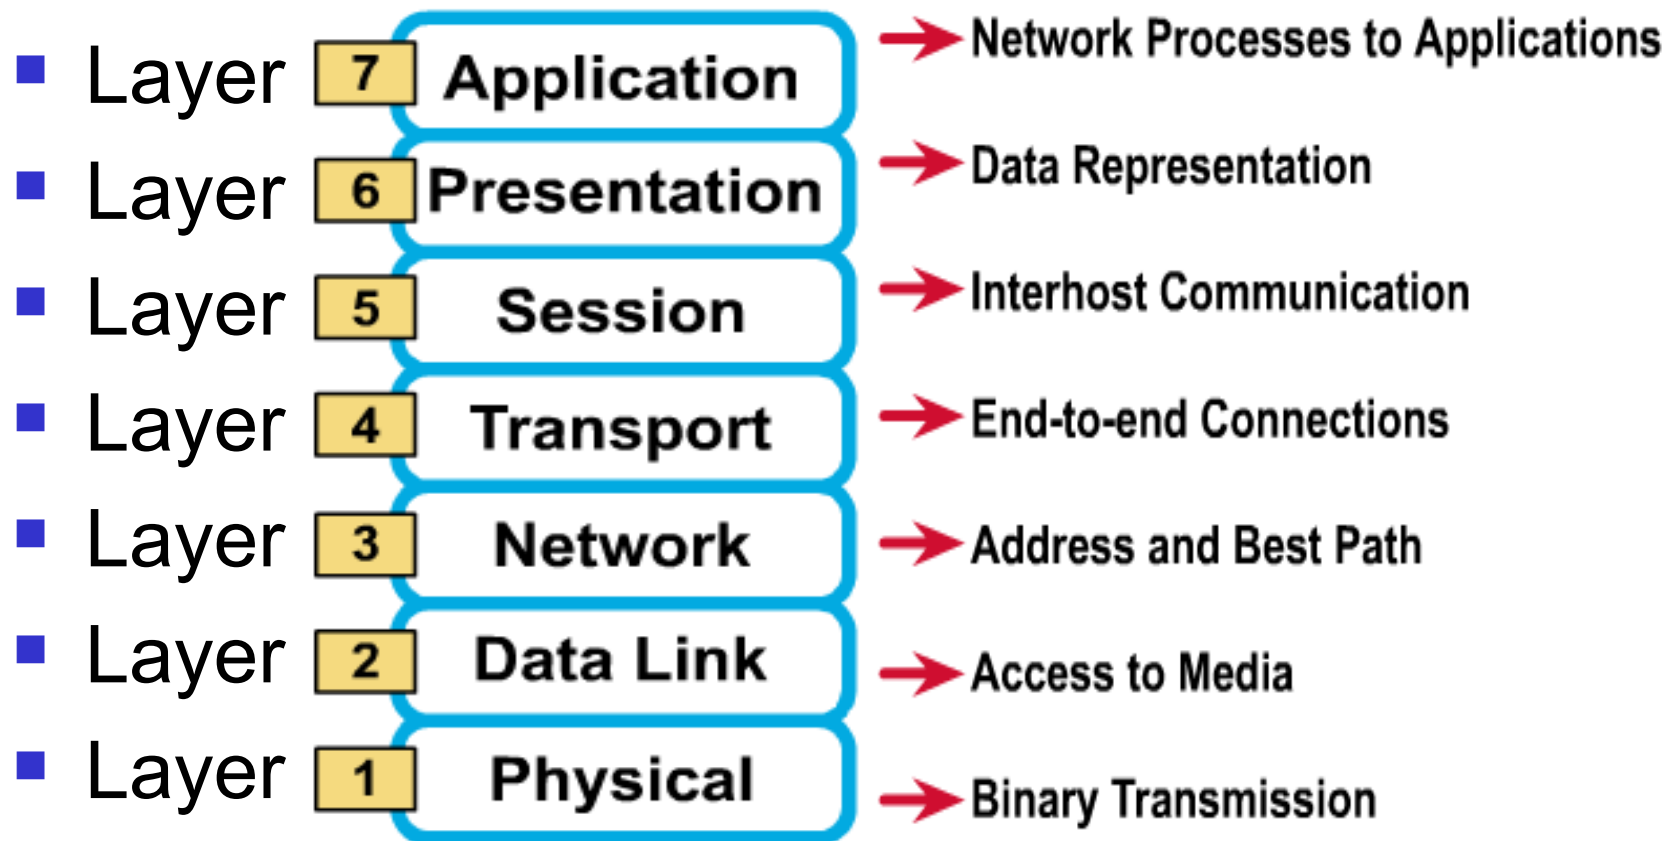 Layer 7 Application Network Processes to Applications
Layer 6 Presentation Data Representation
Layer 5 Session Interhost Communication
Layer 4 Transport End-to-end Connections
Layer 3 Network Address and Best Path
Layer 2 Data Link Access to Media
Layer 1 Physical Binary Transmission